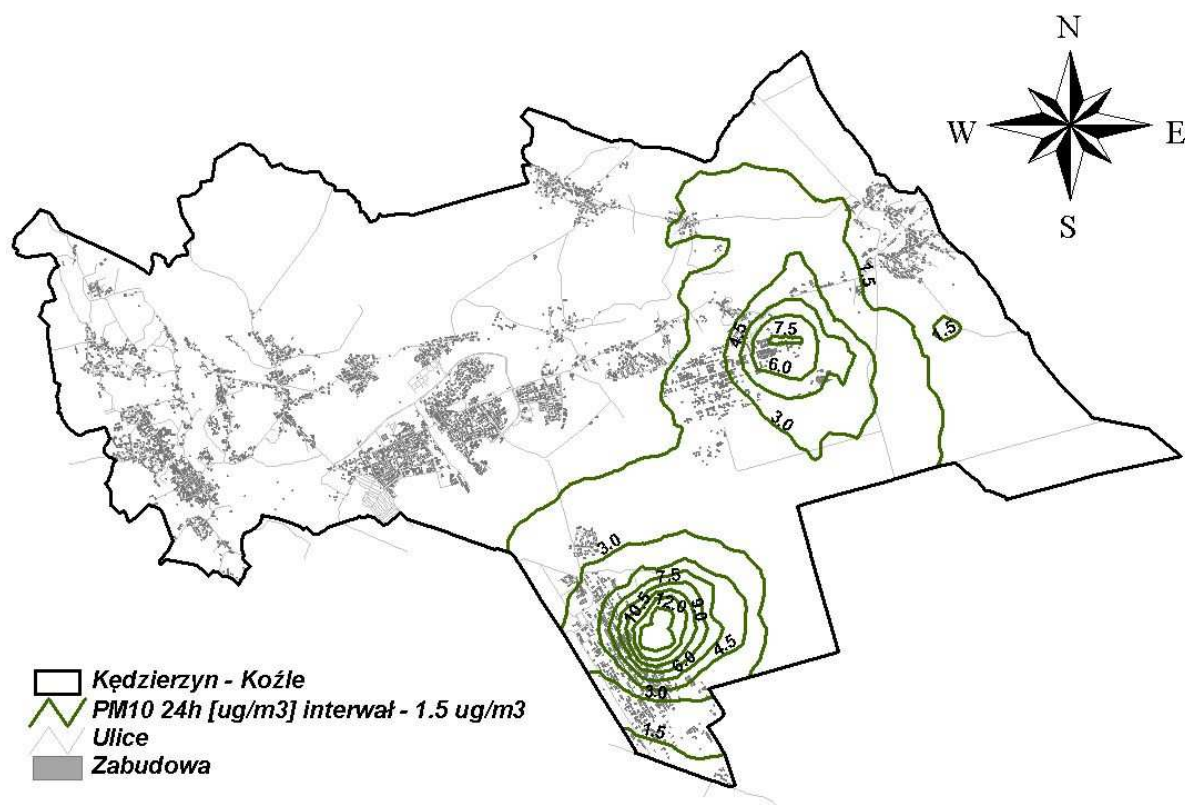 N
W E
S
1.5
7.5
4.5
1.5
6.0
3.0
3.0
7.5
10.5 12.0 9.0
4.5
6.0
3.0
1.5
Kędzierzyn - Koźle
PM10 24h [ug/m3] interwał - 1.5 ug/m3
Ulice
Zabudowa